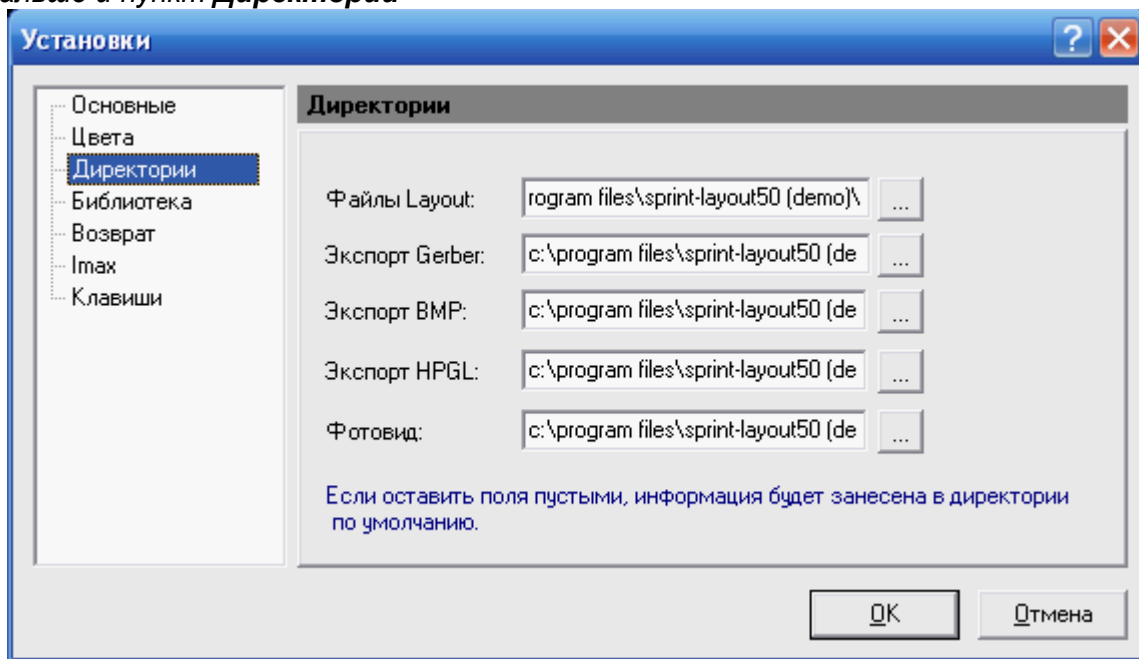 и пункт Директории
Установки
Основные
Цвета
Директории
Библиотека
Возврат
Imax
Клавиши
Директории
Файлы Layout: rogram files\sprint-layout50 (demo)\ ...
Экспорт Gerber: c:\program files\sprint-layout50 (de ...
Экспорт BMP: c:\program files\sprint-layout50 (de ...
Экспорт HPGL: c:\program files\sprint-layout50 (de ...
Фотовид: c:\program files\sprint-layout50 (de ...
Если оставить поля пустыми, информация будет занесена в директории
по умолчанию.
OK
Отмена